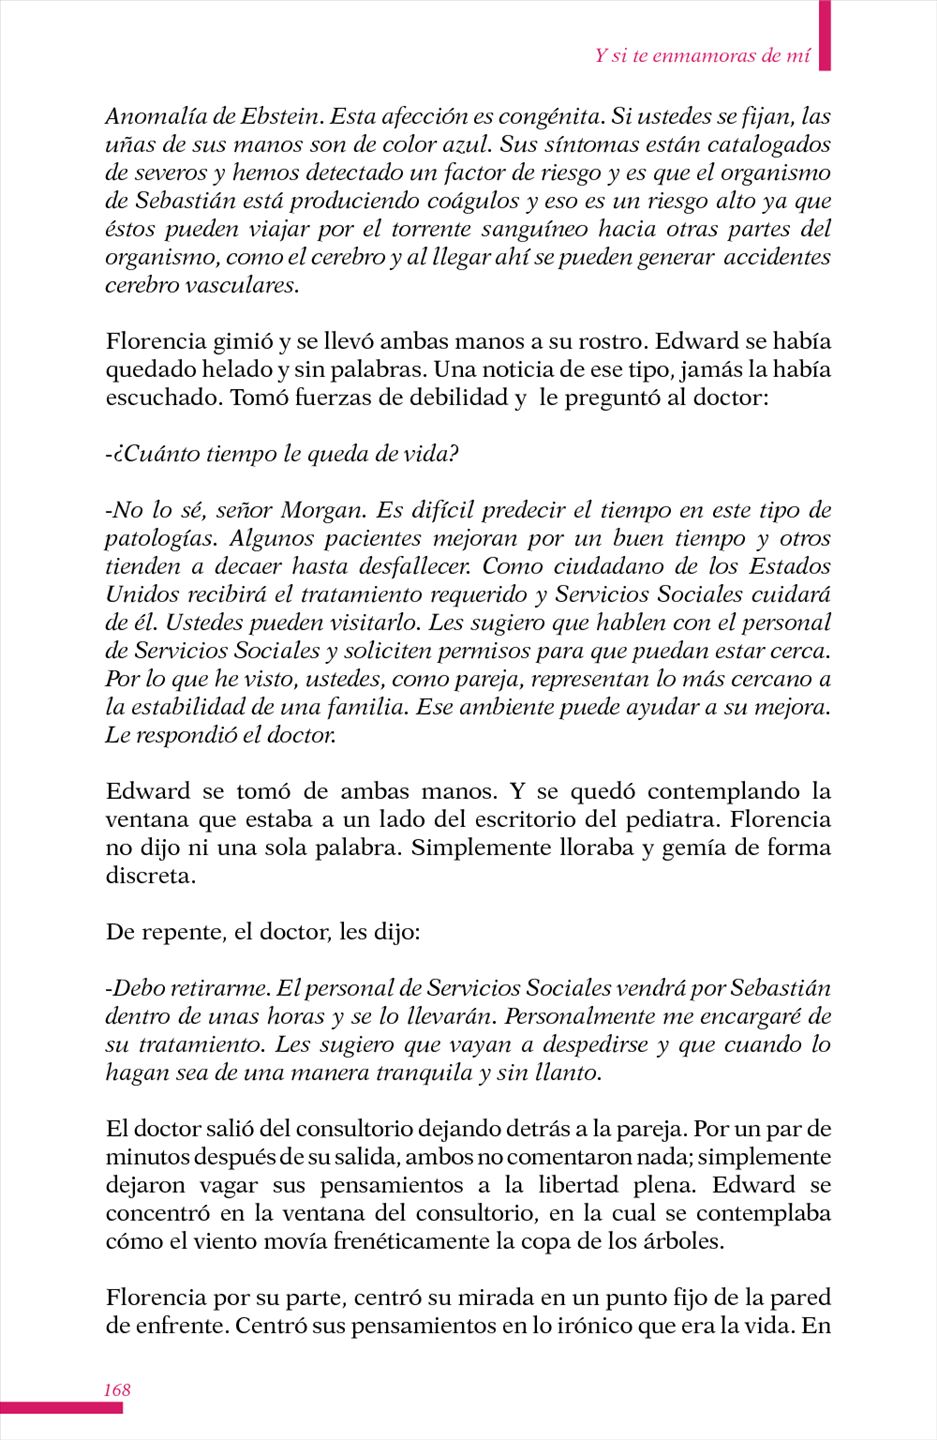 Y si te enmamoras de mí
Anomalía de Ebstein. Esta afección es congénita. Si ustedes se fijan, las
uñas de sus manos son de color azul. Sus síntomas están catalogados
de severos y hemos detectado un factor de riesgo y es que el organismo
de Sebastián está produciendo coágulos y eso es un riesgo alto ya que
éstos pueden viajar por el torrente sanguíneo hacia otras partes del
organismo, como el cerebro y al llegar ahí se pueden generar accidentes
cerebro vasculares.
Florencia gimió y se llevó ambas manos a su rostro. Edward se había
quedado helado y sin palabras. Una noticia de ese tipo, jamás la había
escuchado. Tomó fuerzas de debilidad y le preguntó al doctor:
-¿Cuánto tiempo le queda de vida?
-No lo sé, señor Morgan. Es difícil predecir el tiempo en este tipo de
patologías. Algunos pacientes mejoran por un buen tiempo y otros
tienden a decaer hasta desfallecer. Como ciudadano de los Estados
Unidos recibirá el tratamiento requerido y Servicios Sociales cuidará
de él. Ustedes pueden visitarlo. Les sugiero que hablen con el personal
de Servicios Sociales y soliciten permisos para que puedan estar cerca.
Por lo que he visto, ustedes, como pareja, representan lo más cercano a
la estabilidad de una familia. Ese ambiente puede ayudar a su mejora.
Le respondió el doctor.
Edward se tomó de ambas manos. Y se quedó contemplando la
ventana que estaba a un lado del escritorio del pediatra. Florencia
no dijo ni una sola palabra. Simplemente lloraba y gemía de forma
discreta.
De repente, el doctor, les dijo:
-Debo retirarme. El personal de Servicios Sociales vendrá por Sebastián
dentro de unas horas y se lo llevarán. Personalmente me encargaré de
su tratamiento. Les sugiero que vayan a despedirse y que cuando lo
hagan sea de una manera tranquila y sin llanto.
El doctor salió del consultorio dejando detrás a la pareja. Por un par de
minutos después de su salida, ambos no comentaron nada; simplemente
dejaron vagar sus pensamientos a la libertad plena. Edward se
concentró en la ventana del consultorio, en la cual se contemplaba
cómo el viento movía frenéticamente la copa de los árboles.
Florencia por su parte, centró su mirada en un punto fijo de la pared
de enfrente. Centró sus pensamientos en lo irónico que era la vida. En
168